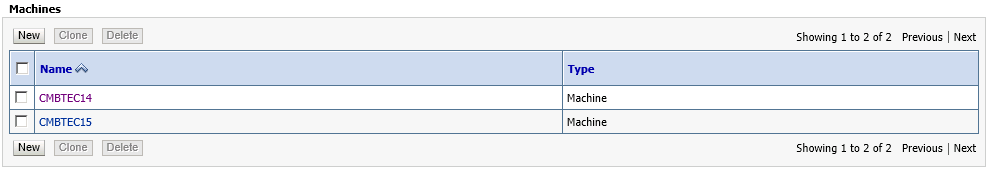 Machines
New Clone Delete Showing 1 to 2 of 2 Previous | Next
Name Type
CMBTEC14 Machine
CMBTEC15 Machine
New Clone Delete Showing 1 to 2 of 2 Previous | Next